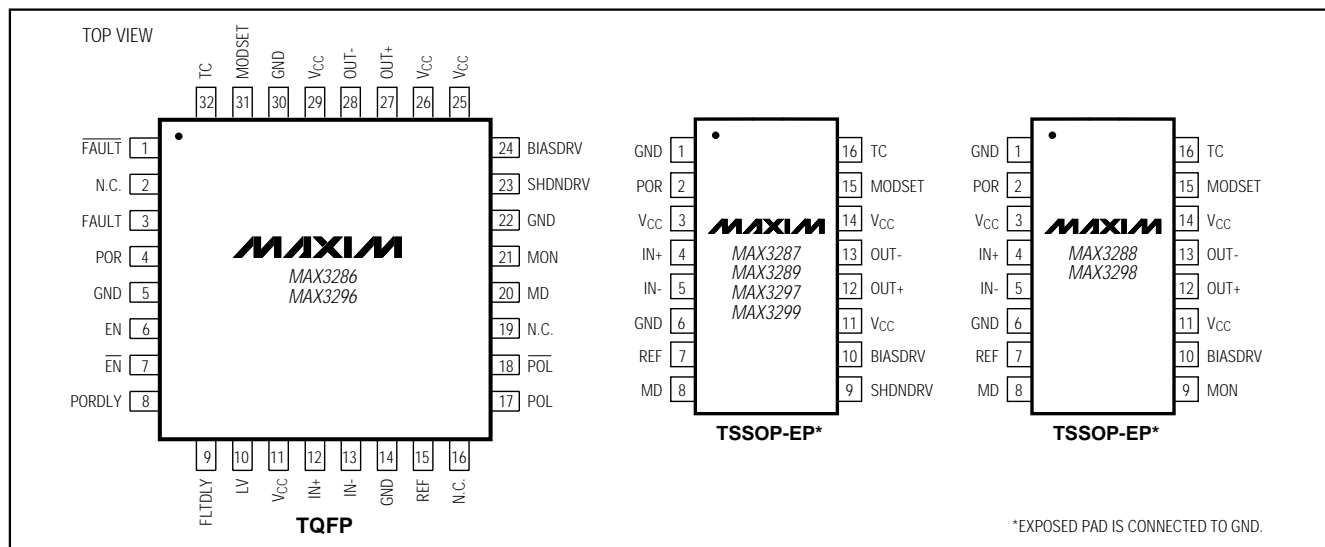 TOP VIEW
TC
MODSET
GND
VCC
OUT-
OUT+
VCC
VCC
32 31 30 29 28 27 26 25
FAULT 1
N.C. 2
FAULT 3
POR 4
GND 5
EN 6
EN 7
PORDLY 8
MAXIM
MAX3286
MAX3296
24 BIASDRV
23 SHDNDRV
22 GND
21 MON
20 MD
19 N.C.
18 POL
17 POL
9 10 11 12 13 14 15 16
FLTDLY
LV
VCC
IN+
IN-
GND
REF
N.C.
TQFP
GND 1
POR 2
VCC 3
IN+ 4
IN- 5
GND 6
REF 7
MD 8
MAXIM
MAX3287
MAX3289
MAX3297
MAX3299
16 TC
15 MODSET
14 VCC
13 OUT-
12 OUT+
11 VCC
10 BIASDRV
9 SHDNDRV
TSSOP-EP*
GND 1
POR 2
VCC 3
IN+ 4
IN- 5
GND 6
REF 7
MD 8
MAXIM
MAX3288
MAX3298
16 TC
15 MODSET
14 VCC
13 OUT-
12 OUT+
11 VCC
10 BIASDRV
9 MON
TSSOP-EP*
*EXPOSED PAD IS CONNECTED TO GND.